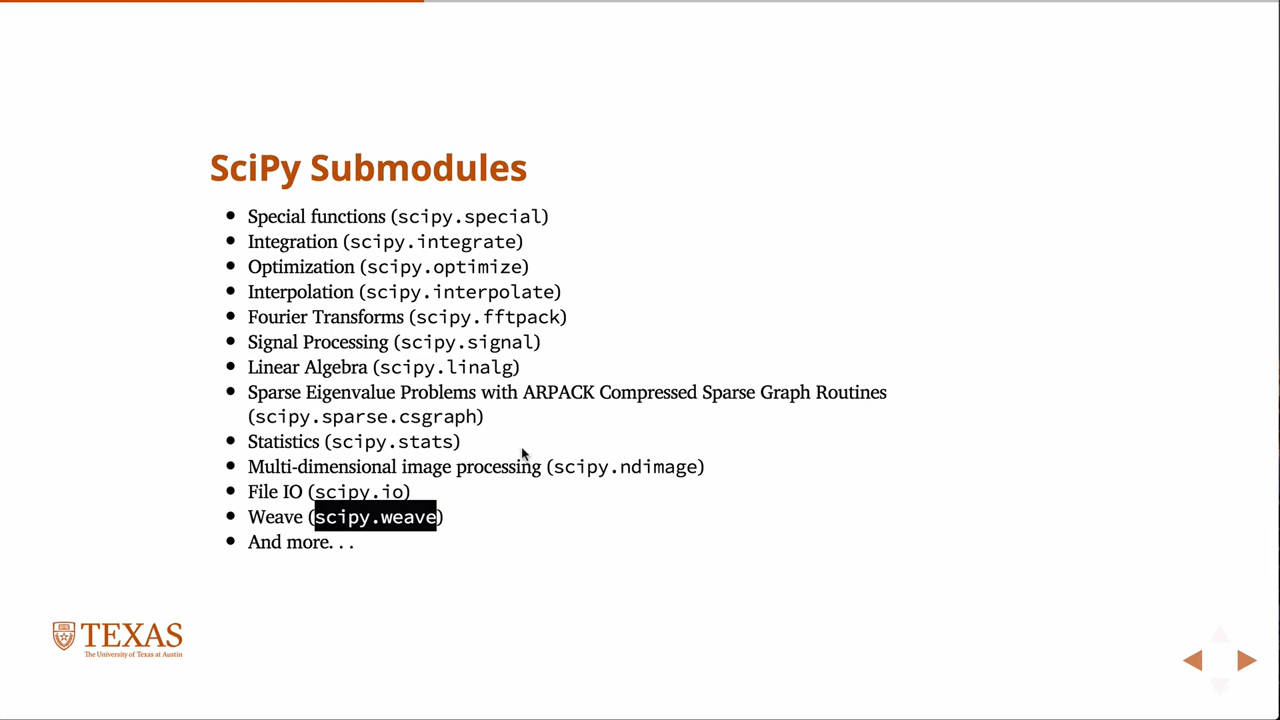 SciPy Submodules
• Special functions (scipy.special)
• Integration (scipy.integrate)
• Optimization (scipy.optimize)
• Interpolation (scipy.interpolate)
• Fourier Transforms (scipy.fftpack)
• Signal Processing (scipy.signal)
• Linear Algebra (scipy.linalg)
• Sparse Eigenvalue Problems with ARPACK Compressed Sparse Graph Routines
(scipy.sparse.csgraph)
• Statistics (scipy.stats)
• Multi-dimensional image processing (scipy.ndimage)
• File IO (scipy.io)
• Weave (scipy.weave)
• And more. . .
TEXAS
The University of Texas at Austin